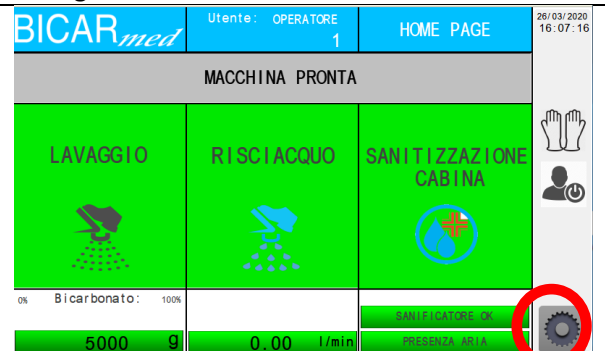 BICARmed
Utente: OPERATORE
1
HOME PAGE
26/03/2020
16:07:16
MACCHINA PRONTA
LAVAGGIO
RISCIACQUO
SANITIZZAZIONE
CABINA
0% Bicarbonato: 100%
5000 g
0.00 l/min
SANIFICATORE OK
PRESENZA ARIA